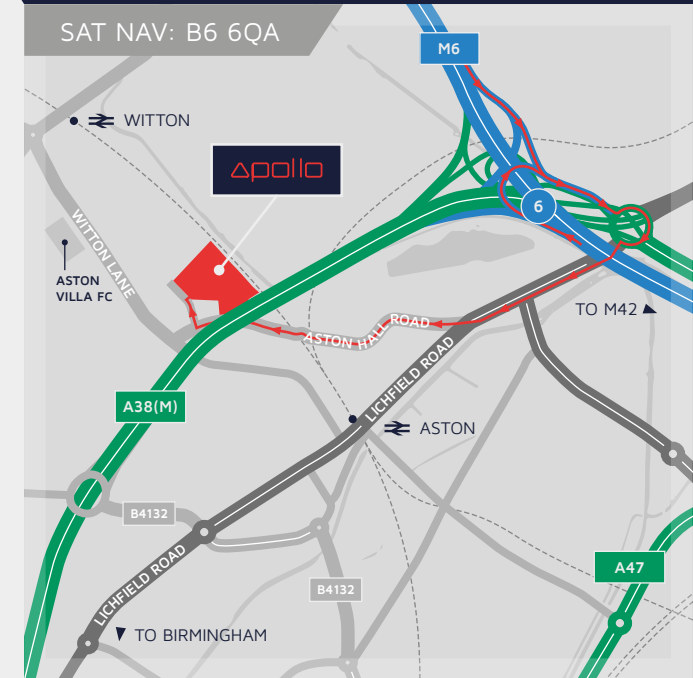 SAT NAV: B6 6QA
M6
WITTON
Apollo
6
WITTON LANE
ASTON
VILLA FC
TO M42
ASTON HALL ROAD
LICHFIELD ROAD
A38(M)
ASTON
B4132
A47
LICHFIELD ROAD
B4132
TO BIRMINGHAM